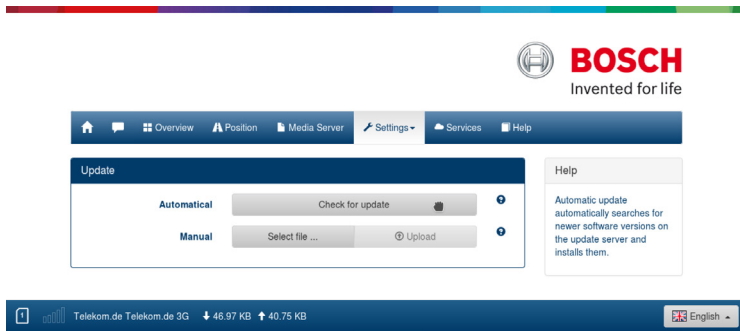 BOSCH
Invented for life
Overview Position Media Server Settings Services Help
Update
Automatical Check for update ?
Manual Select file ... Upload ?
Help
Automatic update
automatically searches for
newer software versions on
the update server and
installs them.
1 Telekom.de Telekom.de 3G 46.97 KB 40.75 KB English